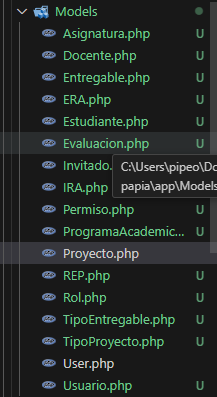 Models
Asignatura.php U
Docente.php U
Entregable.php U
ERA.php U
Estudiante.php U
Evaluacion.php U
Invitado.
C:\Users\pipeo\Do
IRA.php
papia\app\Models
Permiso.php U
ProgramaAcademic... U
Proyecto.php
REP.php U
Rol.php U
TipoEntregable.php U
TipoProyecto.php U
User.php
Usuario.php U